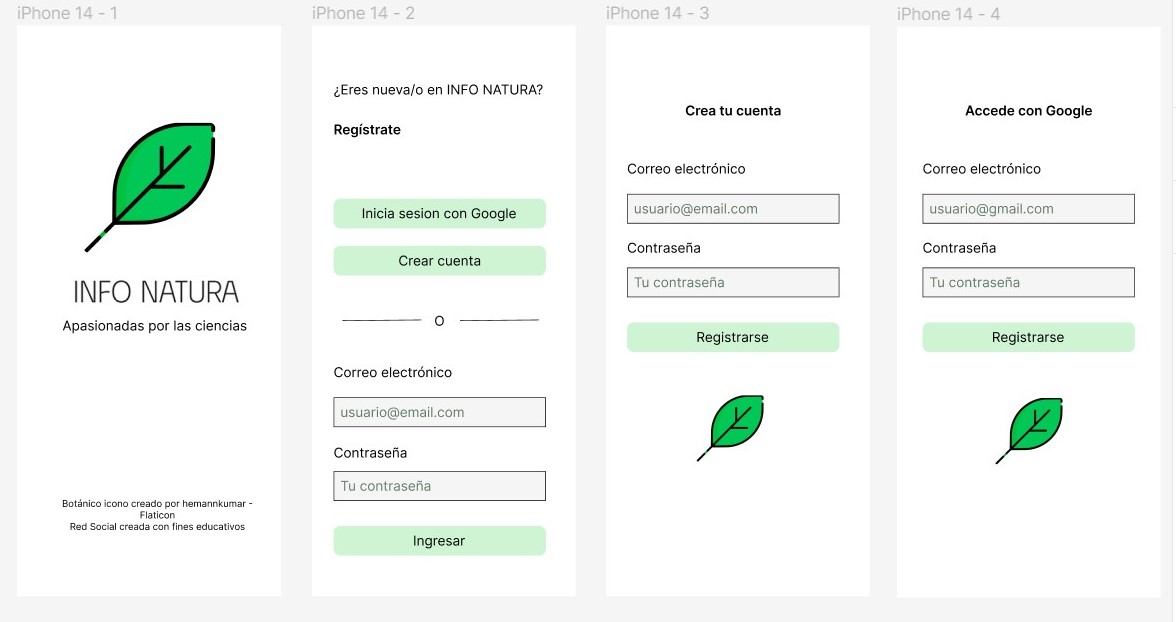 iPhone 14 - 1
INFO NATURA
Apasionadas por las ciencias
Botánico icono creado por hemannkumar -
Flaticon
Red Social creada con fines educativos
iPhone 14 - 2
¿Eres nueva/o en INFO NATURA?
Regístrate
Inicia sesion con Google
Crear cuenta
O
Correo electrónico
usuario@email.com
Contraseña
Tu contraseña
Ingresar
iPhone 14 - 3
Crea tu cuenta
Correo electrónico
usuario@email.com
Contraseña
Tu contraseña
Registrarse
iPhone 14 - 4
Accede con Google
Correo electrónico
usuario@gmail.com
Contraseña
Tu contraseña
Registrarse